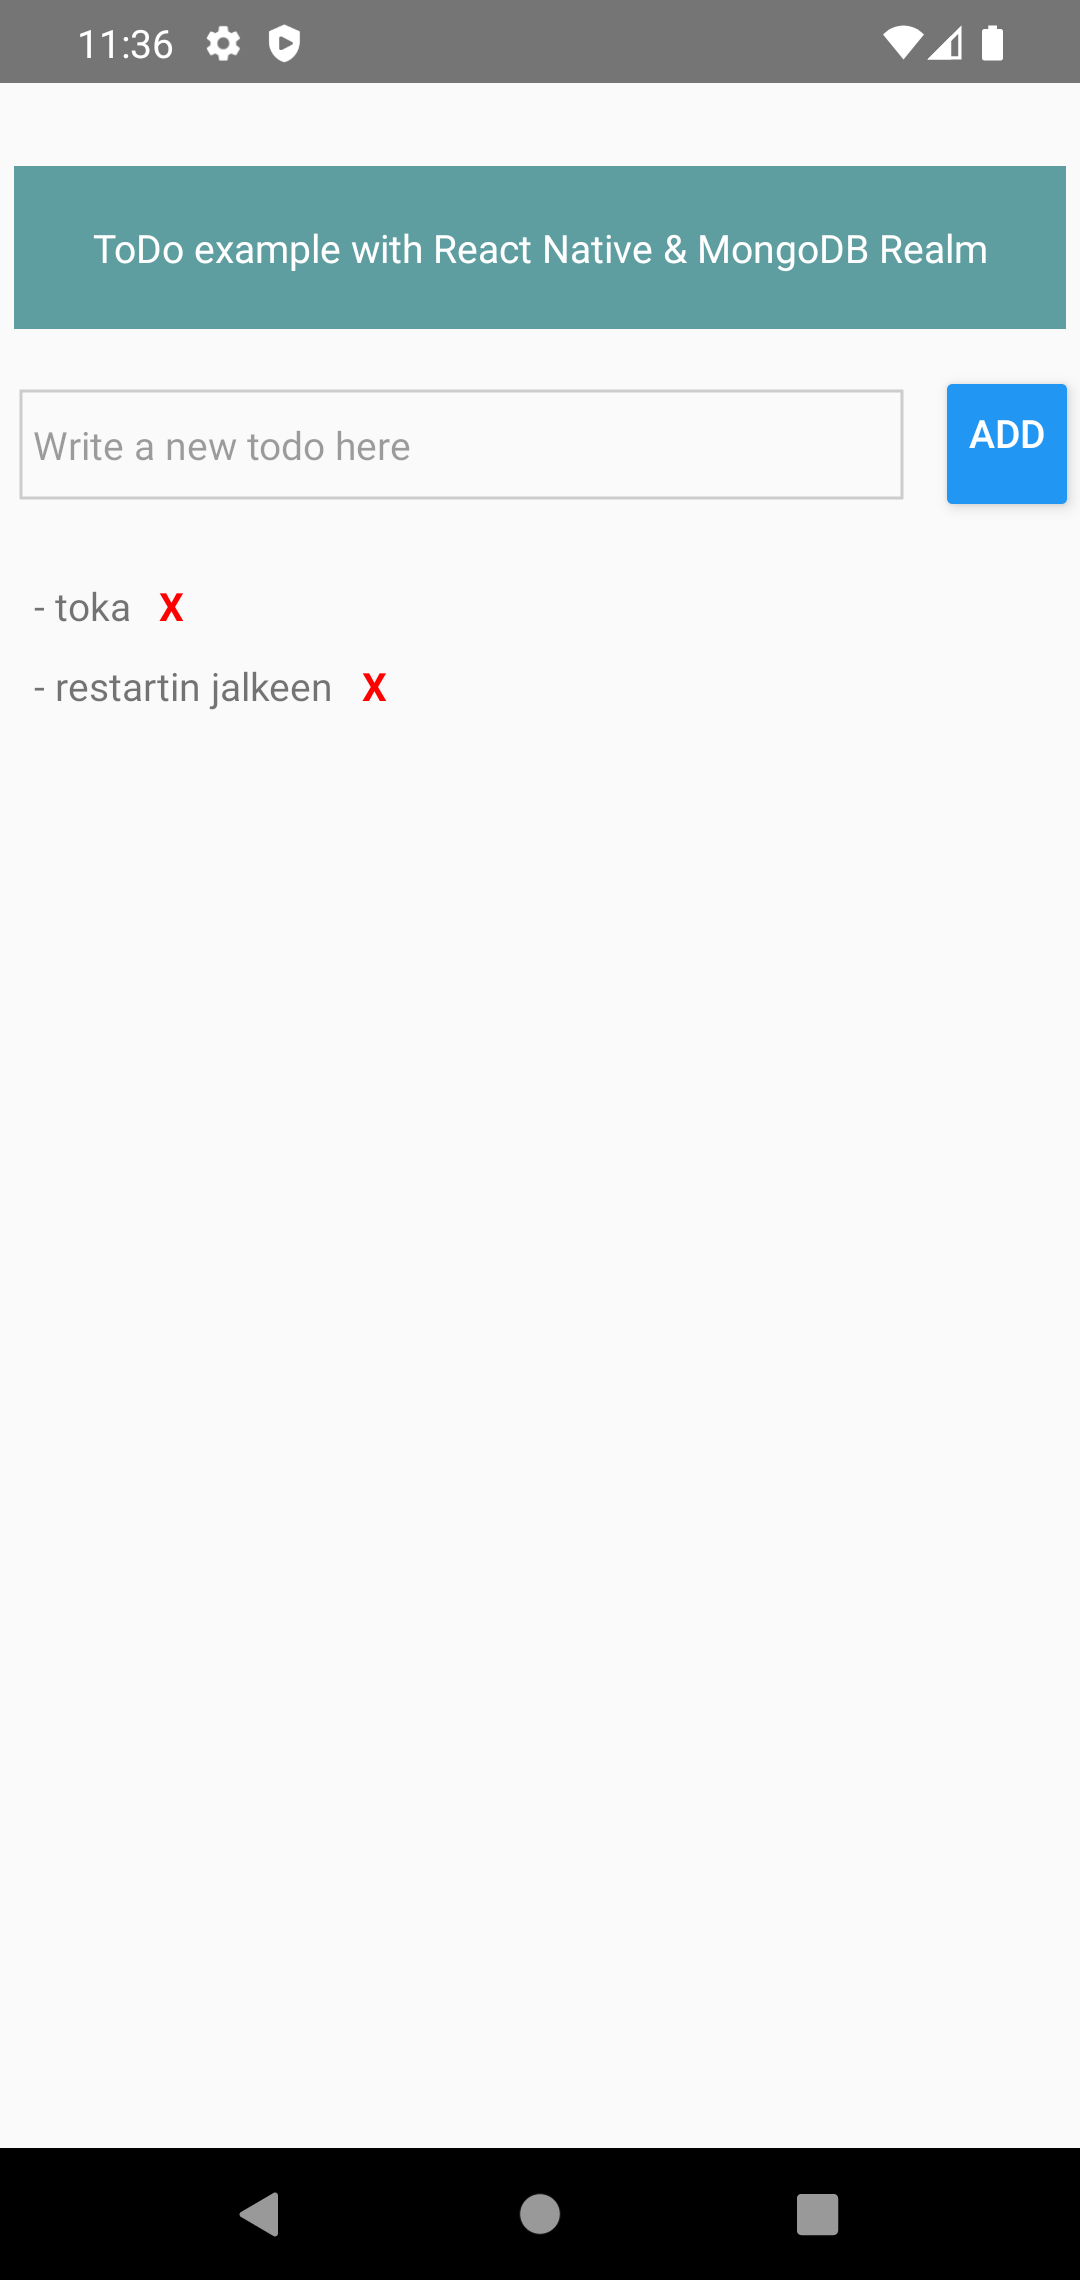 11:36
ToDo example with React Native & MongoDB Realm
Write a new todo here
ADD
- toka X
- restartin jalkeen X